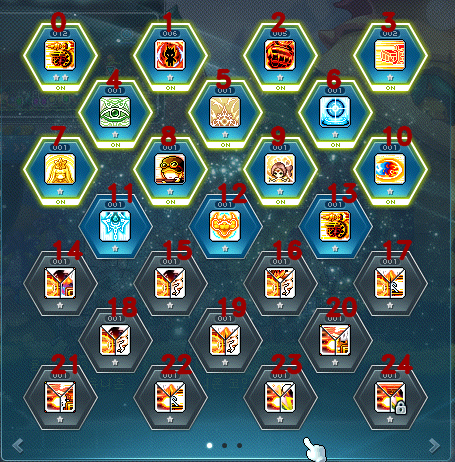 0 1 2 3
012 006 005 002
ON ON ON ON
4 5 6
001 001 001
ON ON ON
7 8 9 10
001 001 001 001
ON ON ON ON
11 12 13
001 001 001
14 15 16 17
001 001 001 001
18 19 20
001 001 001
21 22 23 24
001 001 001 001